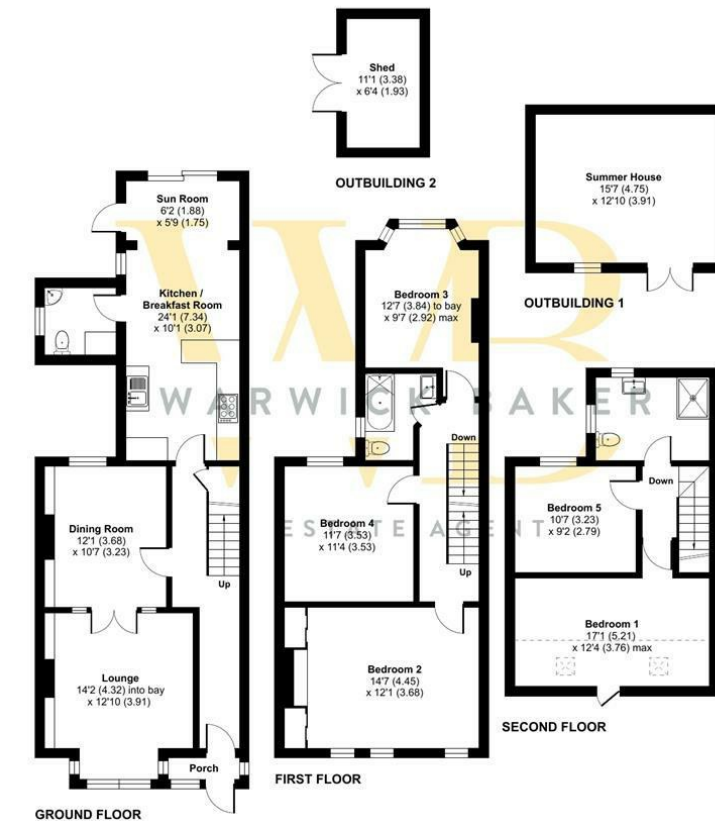 Shed
11'1 (3.38)
x 6'4 (1.93)
OUTBUILDING 2
Summer House
15'7 (4.75)
x 12'10 (3.91)
OUTBUILDING 1
Sun Room
6'2 (1.88)
x 5'9 (1.75)
Kitchen /
Breakfast Room
24'1 (7.34)
x 10'1 (3.07)
Dining Room
12'1 (3.68)
x 10'7 (3.23)
Up
Lounge
14'2 (4.32) into bay
x 12'10 (3.91)
Porch
GROUND FLOOR
Bedroom 3
12'7 (3.84) to bay
x 9'7 (2.92) max
Down
Bedroom 4
11'7 (3.53)
x 11'4 (3.53)
Up
Bedroom 2
14'7 (4.45)
x 12'1 (3.68)
FIRST FLOOR
Bedroom 5
10'7 (3.23)
x 9'2 (2.79)
Down
Bedroom 1
17'1 (5.21)
x 12'4 (3.76) max
SECOND FLOOR
WB
WARWICK BAKER
ESTATE AGENT